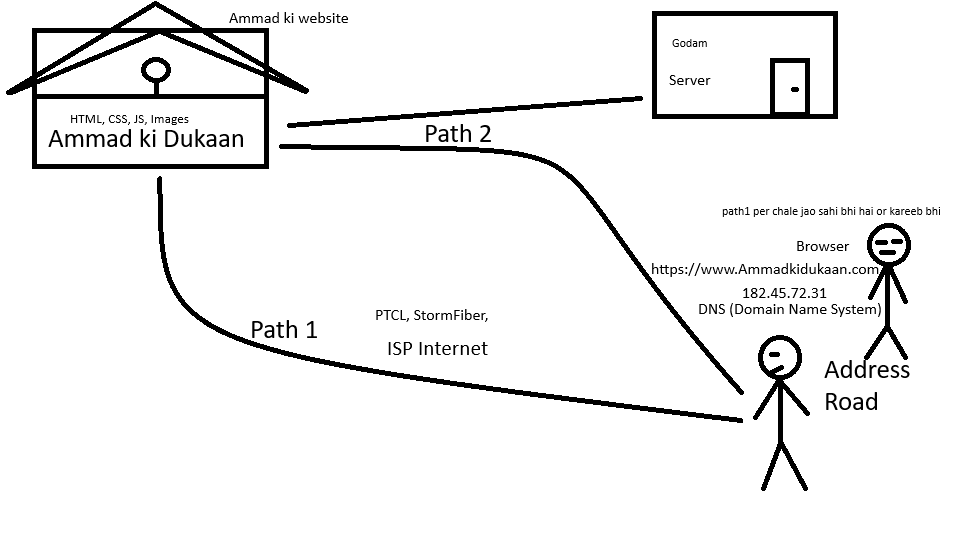 Ammad ki website
HTML, CSS, JS, Images
Ammad ki Dukaan
Godam
Server
Path 2
path1 per chale jao sahi bhi hai or kareeb bhi
Browser
https://www.Ammadkidukaan.com
182.45.72.31
DNS (Domain Name System)
PTCL, StormFiber,
Path 1
ISP Internet
Address
Road